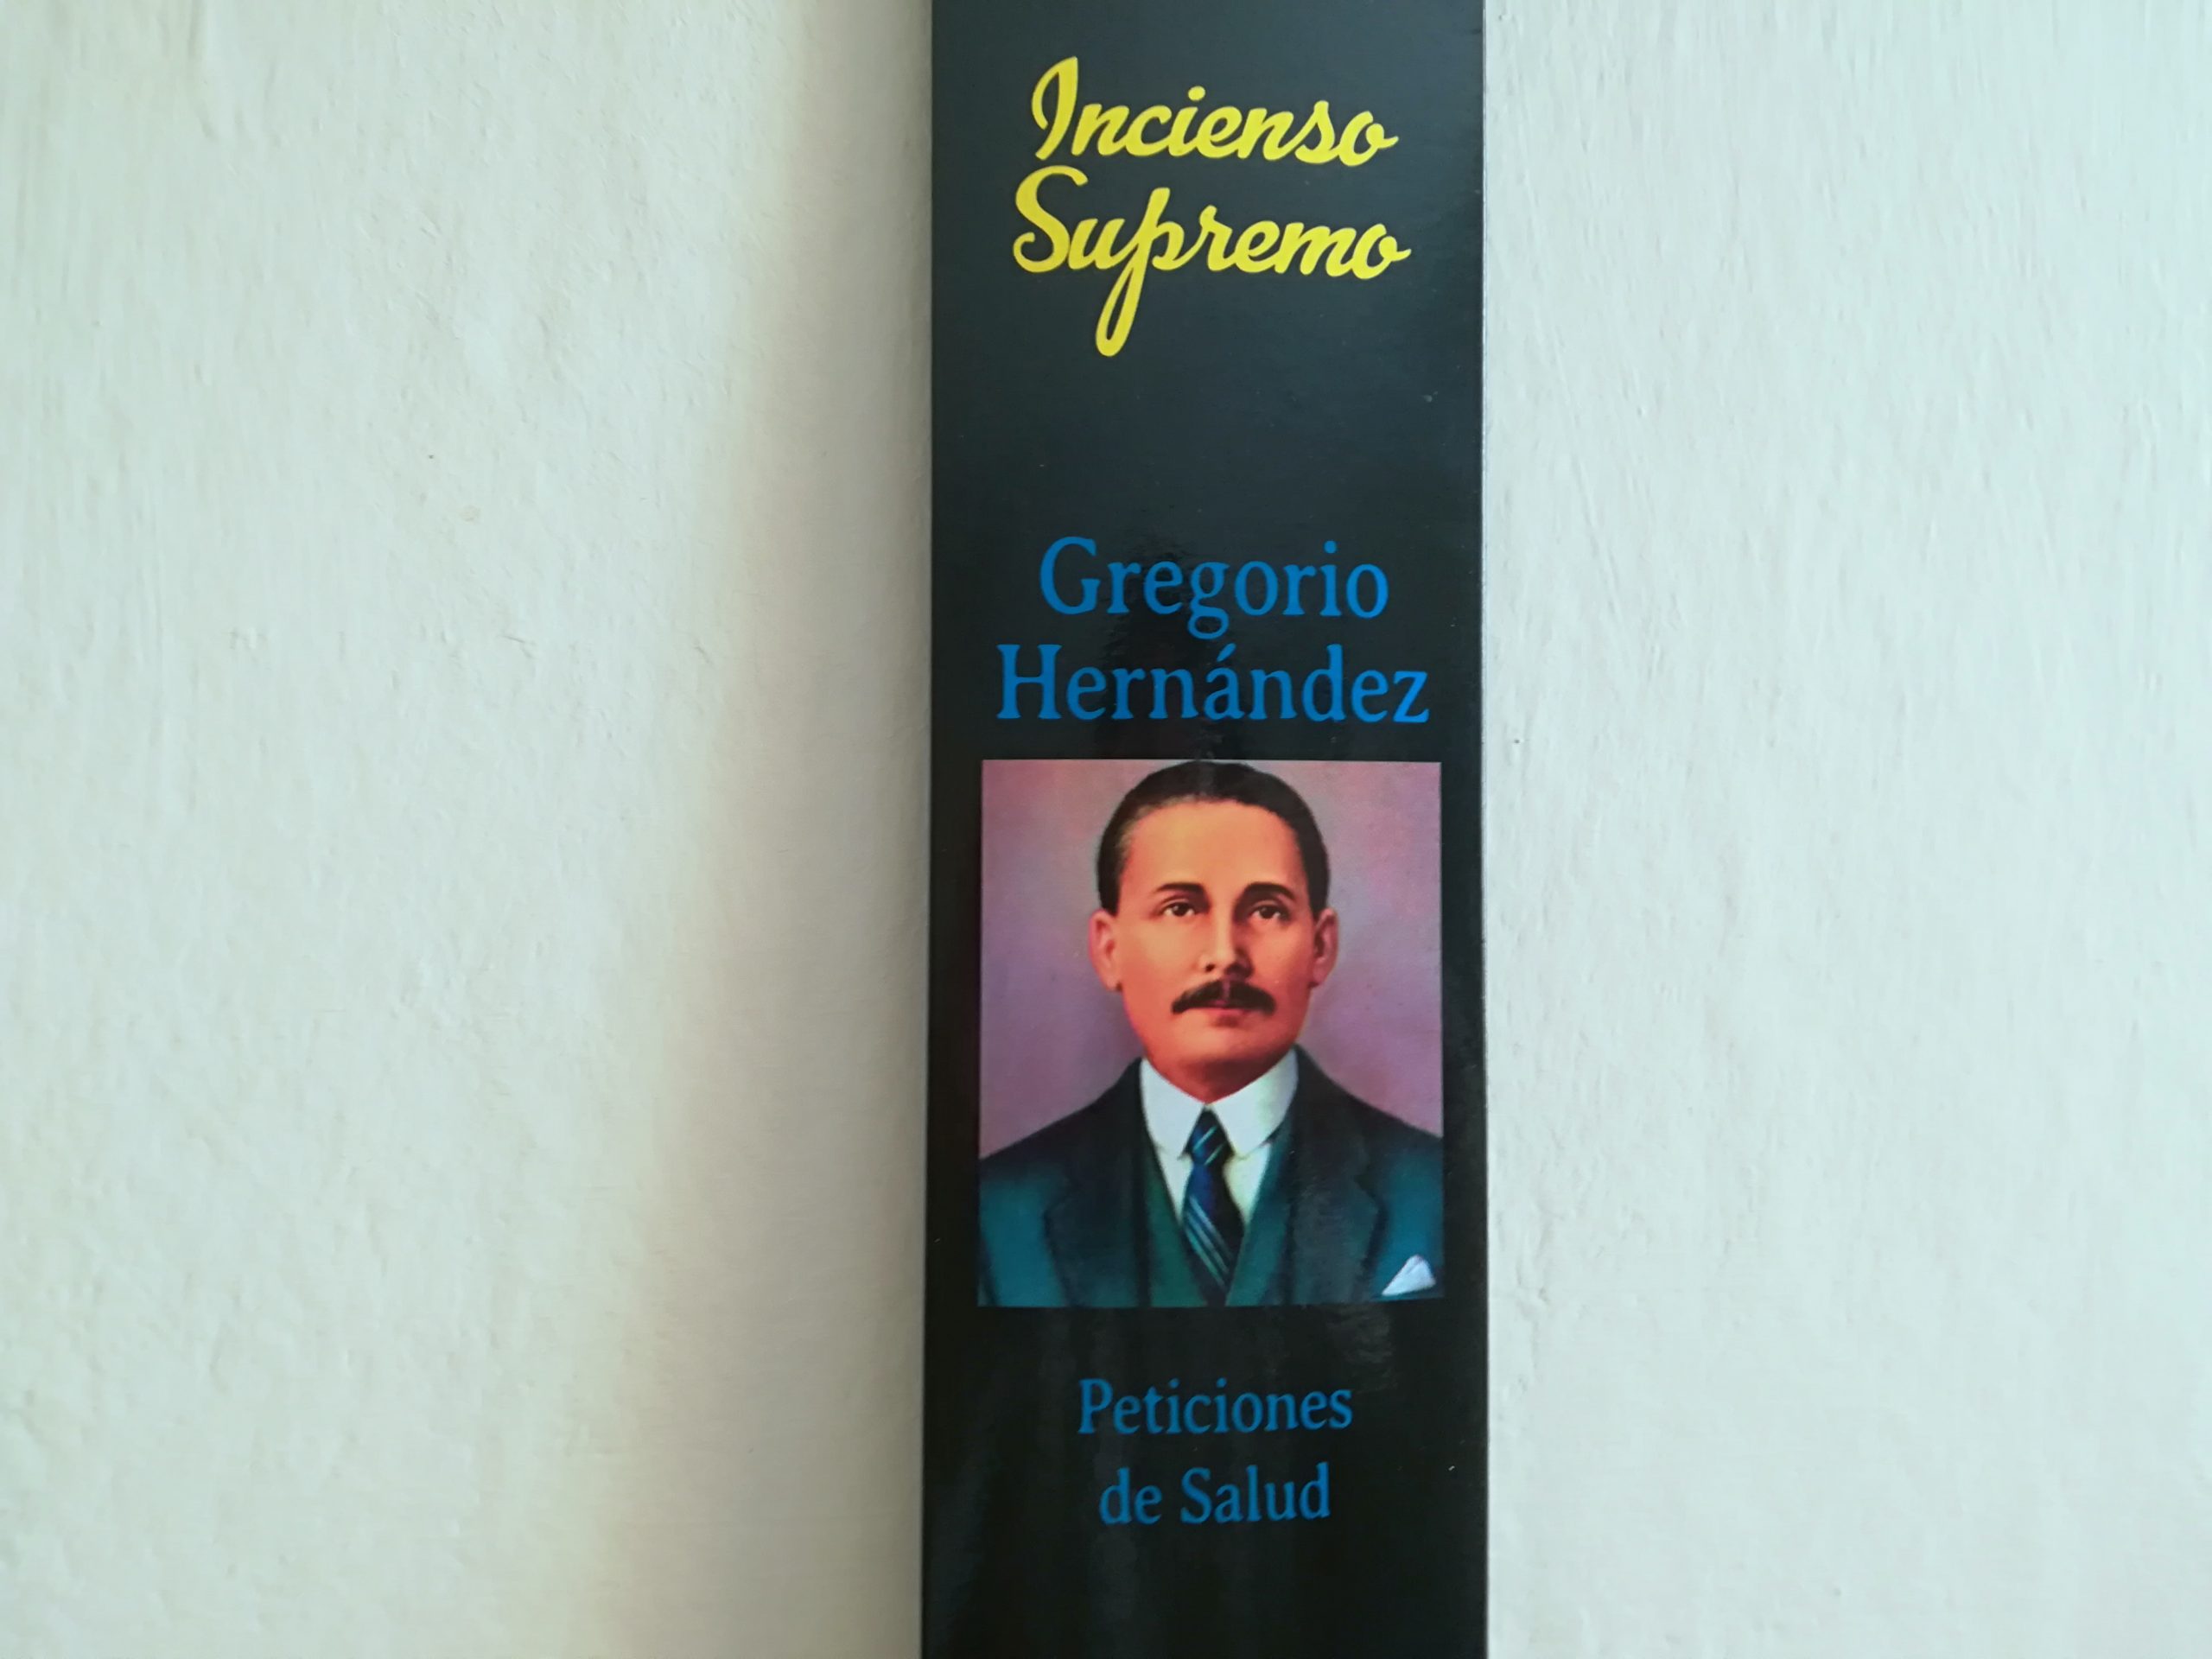 Incienso
Supremo
Gregorio
Hernández
Peticiones
de Salud